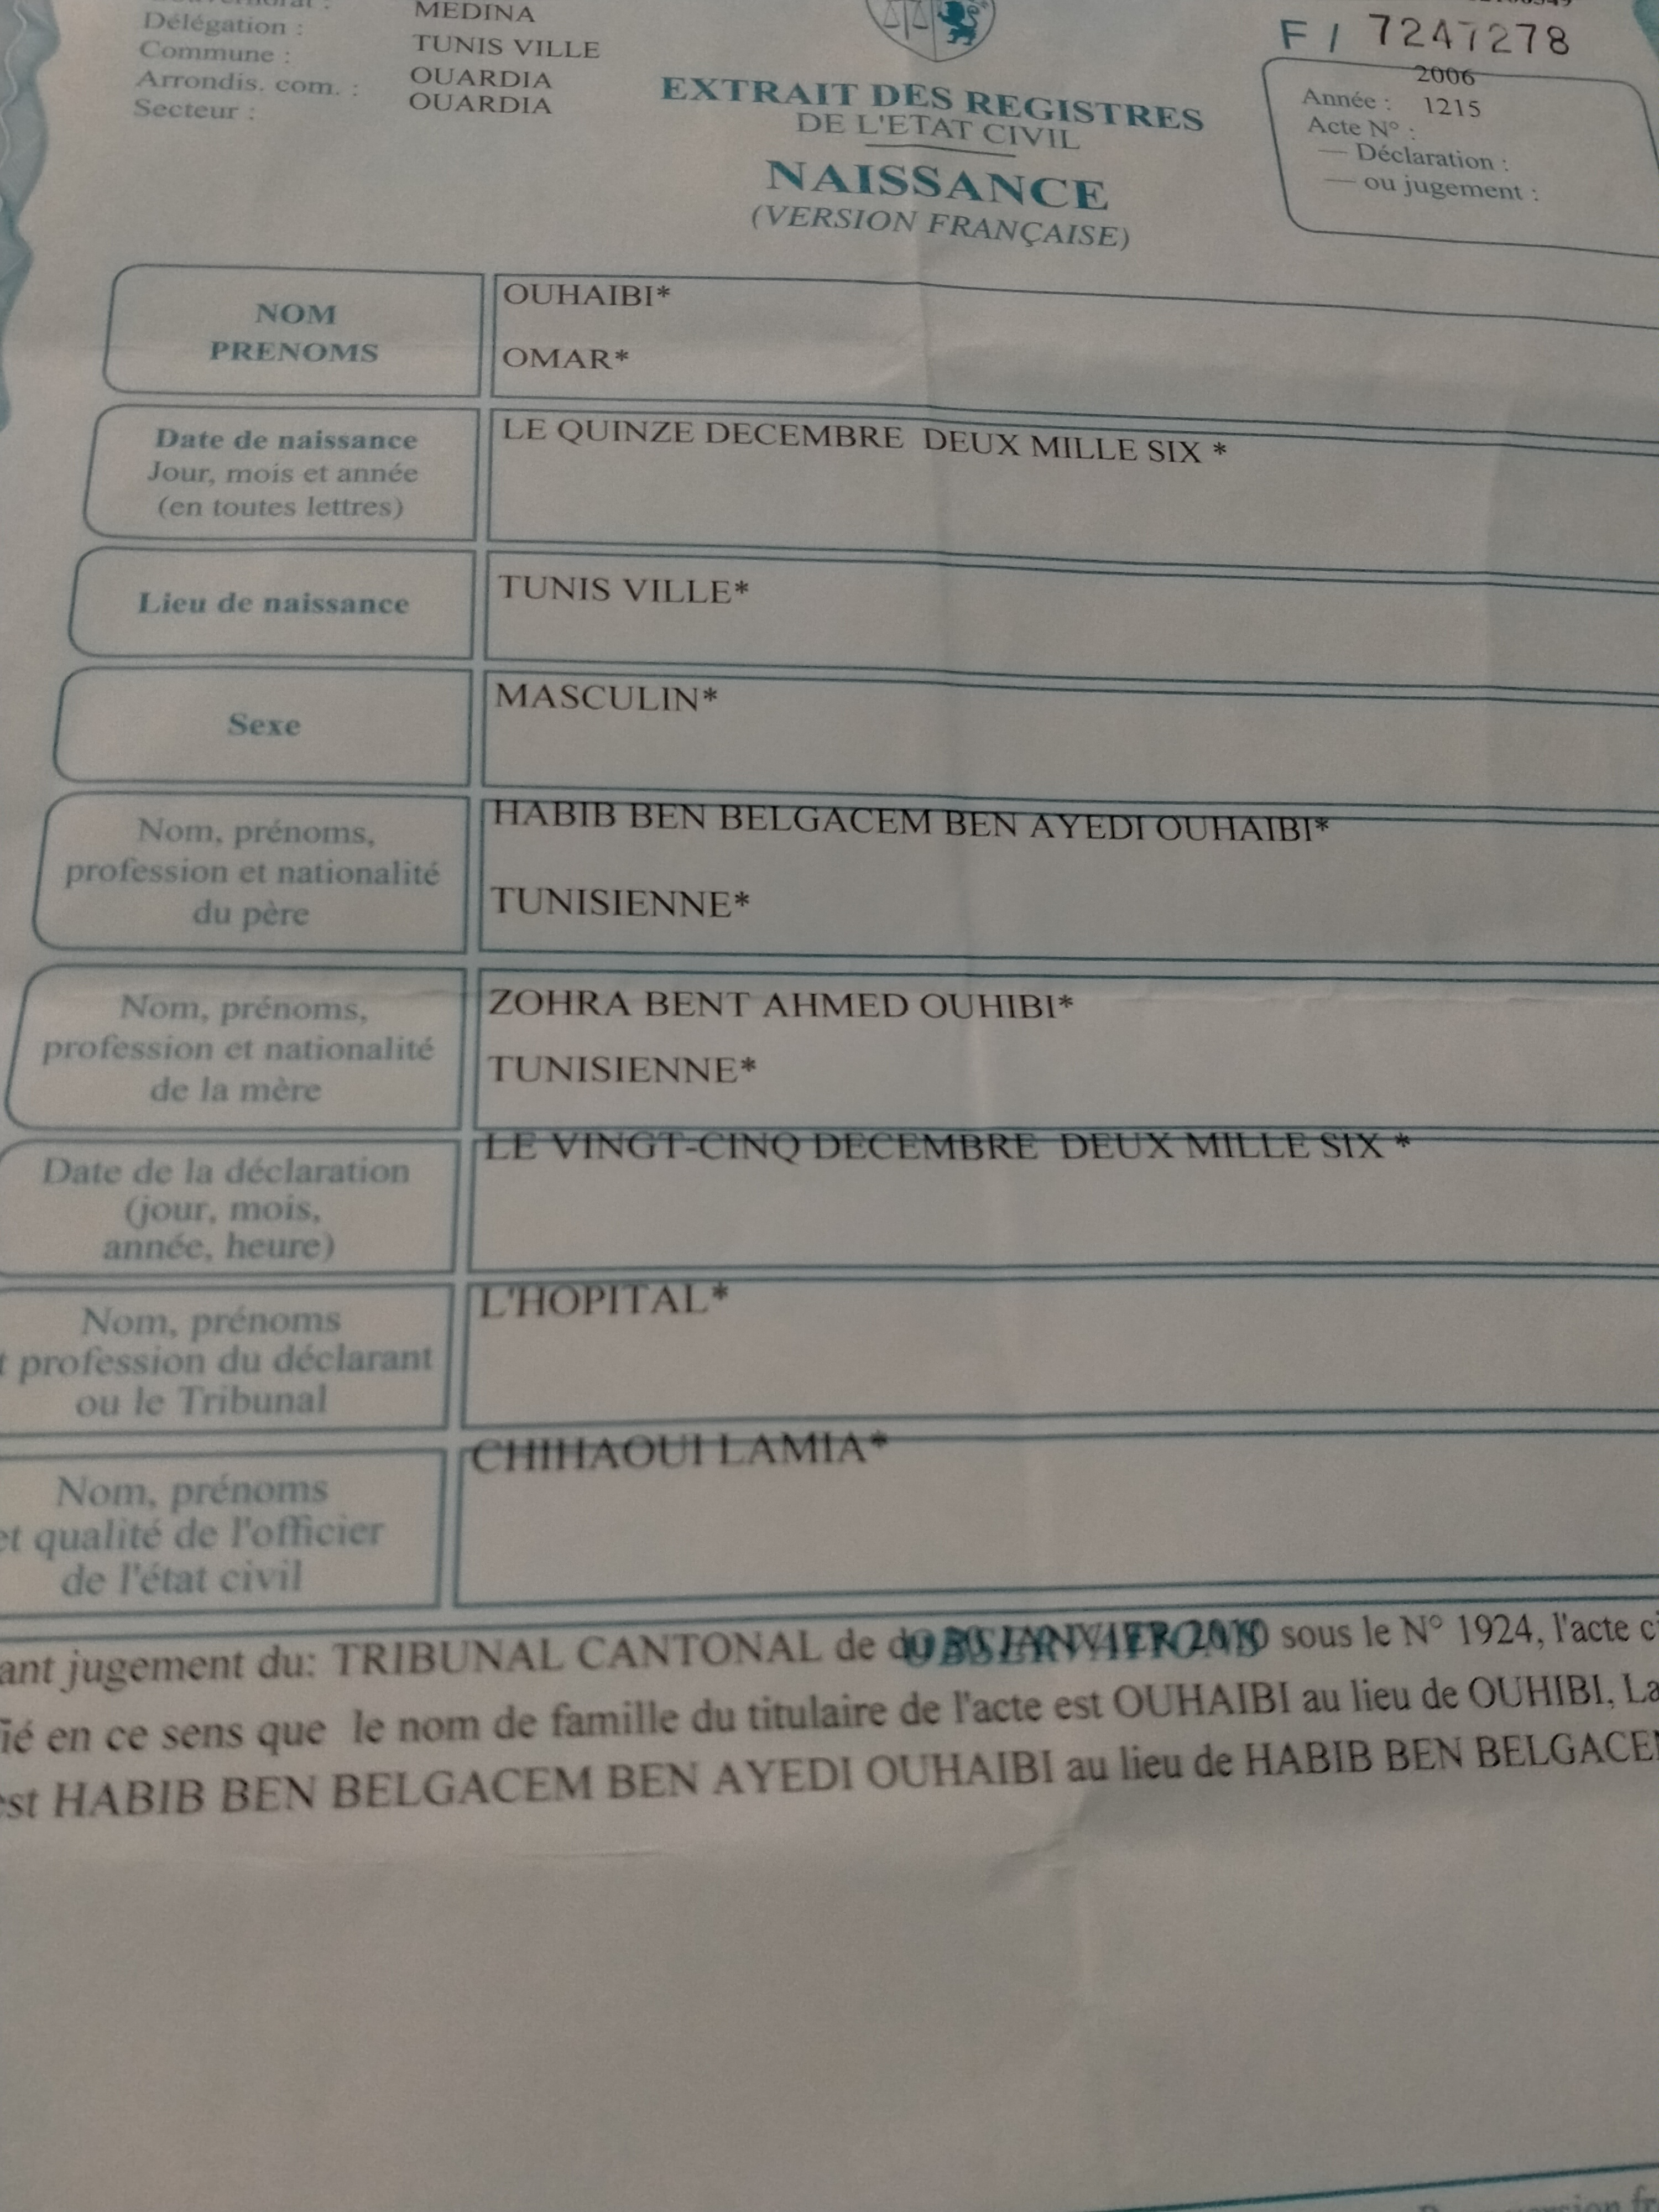 MEDINA
Délégation :
TUNIS VILLE
Commune :
OUARDIA
Arrondis. com. :
OUARDIA
Secteur :
F / 7247278
EXTRAIT DES REGISTRES
DE L'ETAT CIVIL
NAISSANCE
(VERSION FRANÇAISE)
2006
Année :
1215
Acte N° :
— Déclaration :
— ou jugement :
NOM
PRENOMS
OUHAIBI*
OMAR*
Date de naissance
Jour, mois et année
(en toutes lettres)
LE QUINZE DECEMBRE DEUX MILLE SIX *
Lieu de naissance
TUNIS VILLE*
Sexe
MASCULIN*
Nom, prénoms,
profession et nationalité
du père
HABIB BEN BELGACEM BEN AYEDI OUHAIBI*
TUNISIENNE*
Nom, prénoms,
profession et nationalité
de la mère
ZOHRA BENT AHMED OUHIBI*
TUNISIENNE*
Date de la déclaration
(jour, mois,
année, heure)
LE VINGT-CINQ DECEMBRE DEUX MILLE SIX *
L'HOPITAL*
Nom, prénoms
profession du déclarant
ou le Tribunal
CHIHAOUI LAMIA*
Nom, prénoms
et qualité de l'officier
de l'état civil
OBSERVATIONS
jugement du: TRIBUNAL CANTONAL de JANVIER 2010 sous le N° 1924, l'acte
en ce sens que le nom de famille du titulaire de l'acte est OUHAIBI au lieu de OUHIBI, La
est HABIB BEN BELGACEM BEN AYEDI OUHAIBI au lieu de HABIB BEN BELGACEM